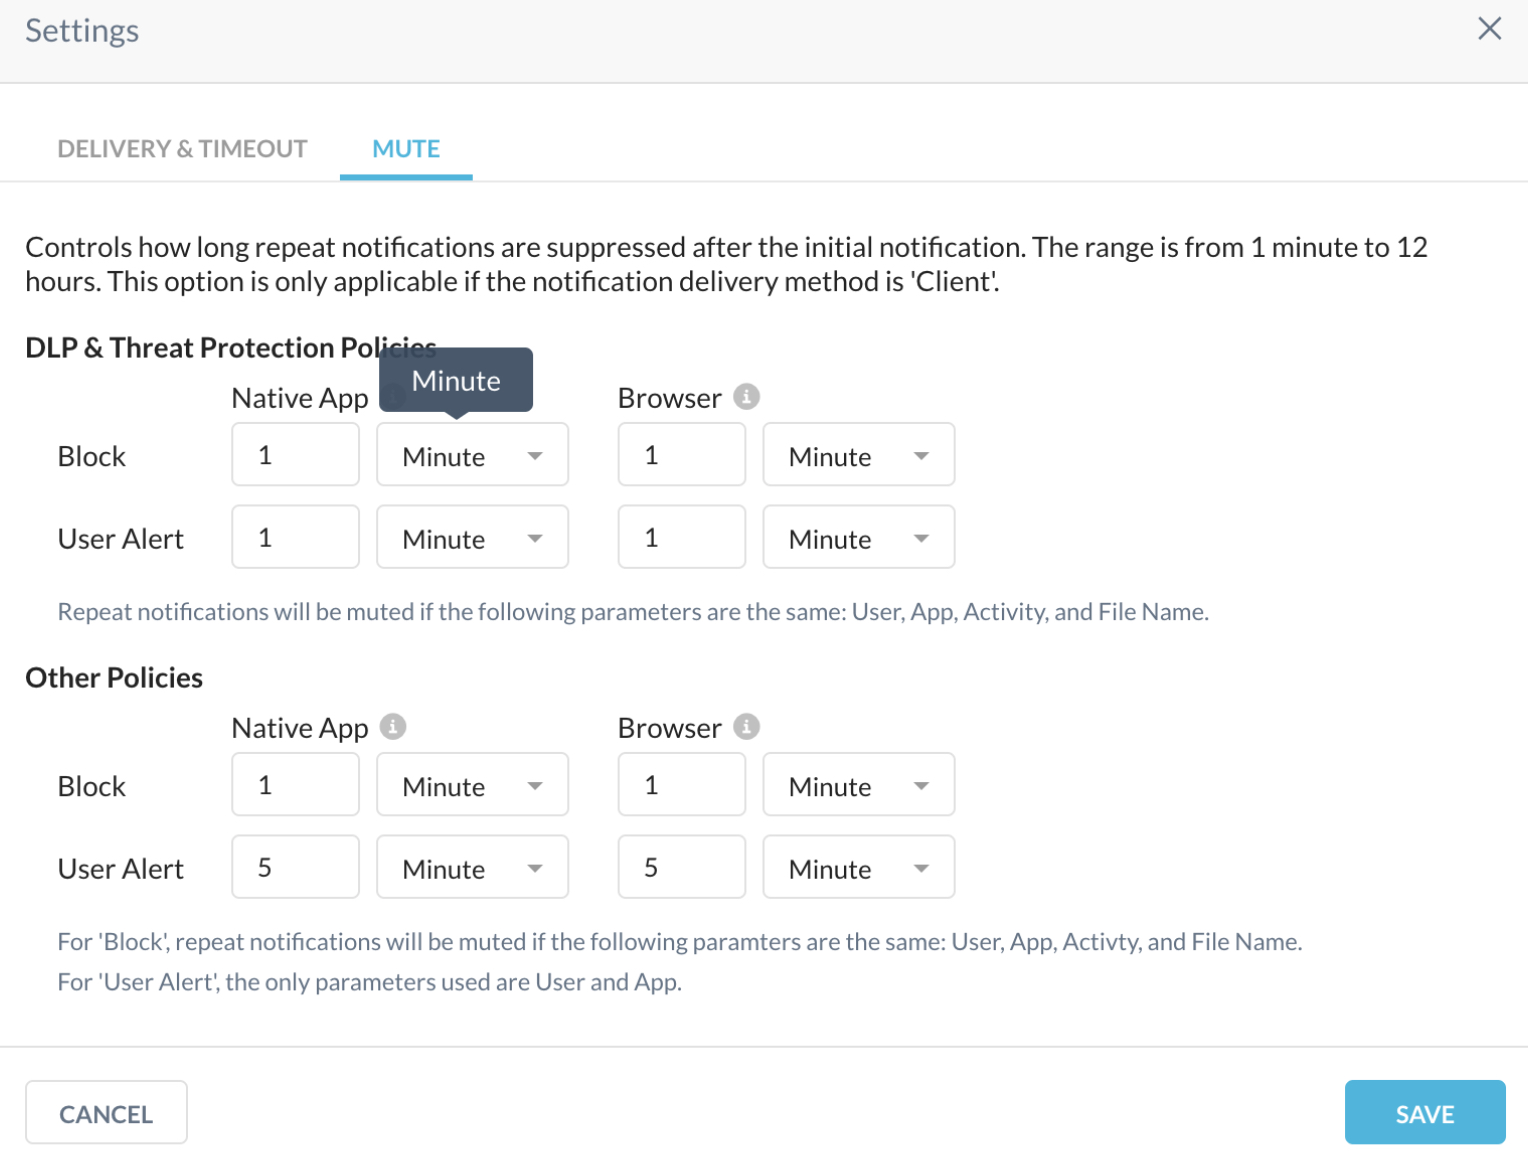 Settings
DELIVERY & TIMEOUT MUTE
Controls how long repeat notifications are suppressed after the initial notification. The range is from 1 minute to 12
hours. This option is only applicable if the notification delivery method is 'Client'.
DLP & Threat Protection Policies
Minute
Native App Browser
Block 1 Minute 1 Minute
User Alert 1 Minute 1 Minute
Repeat notifications will be muted if the following parameters are the same: User, App, Activity, and File Name.
Other Policies
Native App Browser
Block 1 Minute 1 Minute
User Alert 5 Minute 5 Minute
For 'Block', repeat notifications will be muted if the following paramters are the same: User, App, Activty, and File Name.
For 'User Alert', the only parameters used are User and App.
CANCEL SAVE